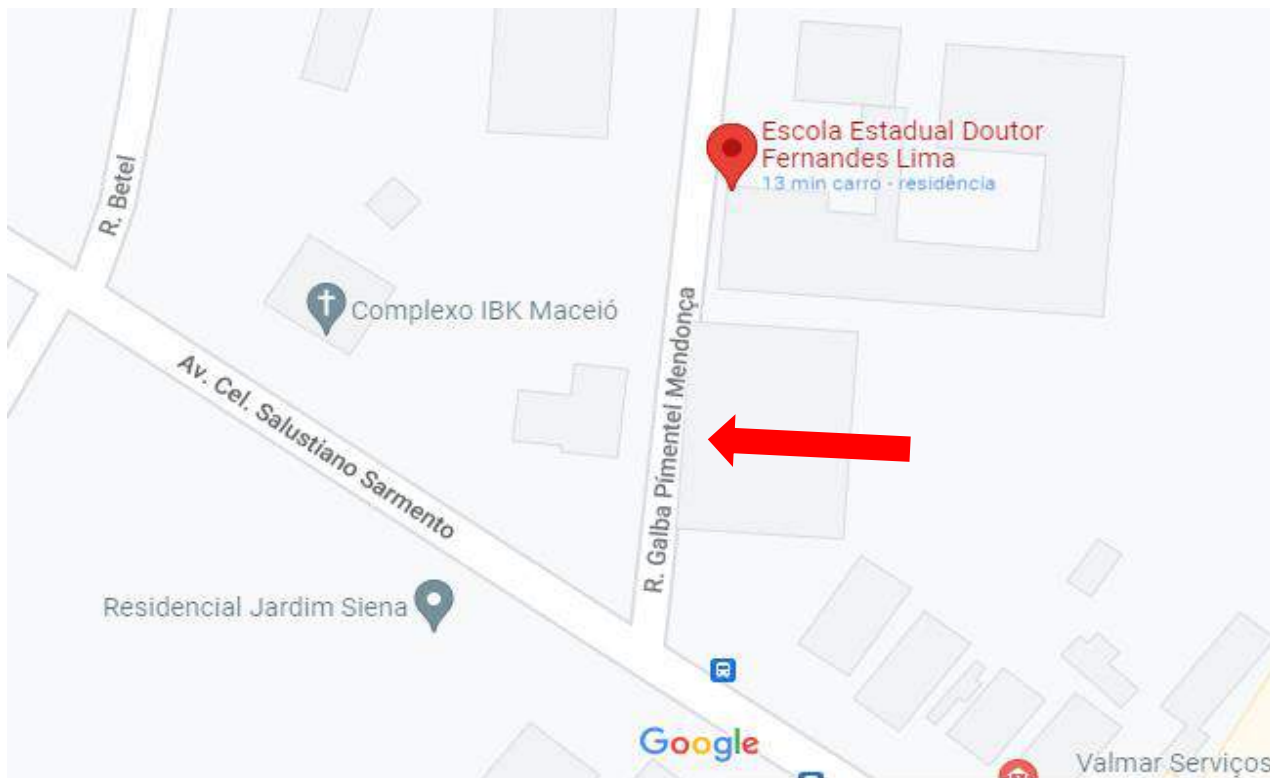 Escola Estadual Doutor
Fernandes Lima
13 min carro - residência
R. Betel
Complexo IBK Maceió
R. Galba Pimentel Mendonça
Av. Cel. Salustiano Sarmento
Residencial Jardim Siena
Google
Valmar Serviços